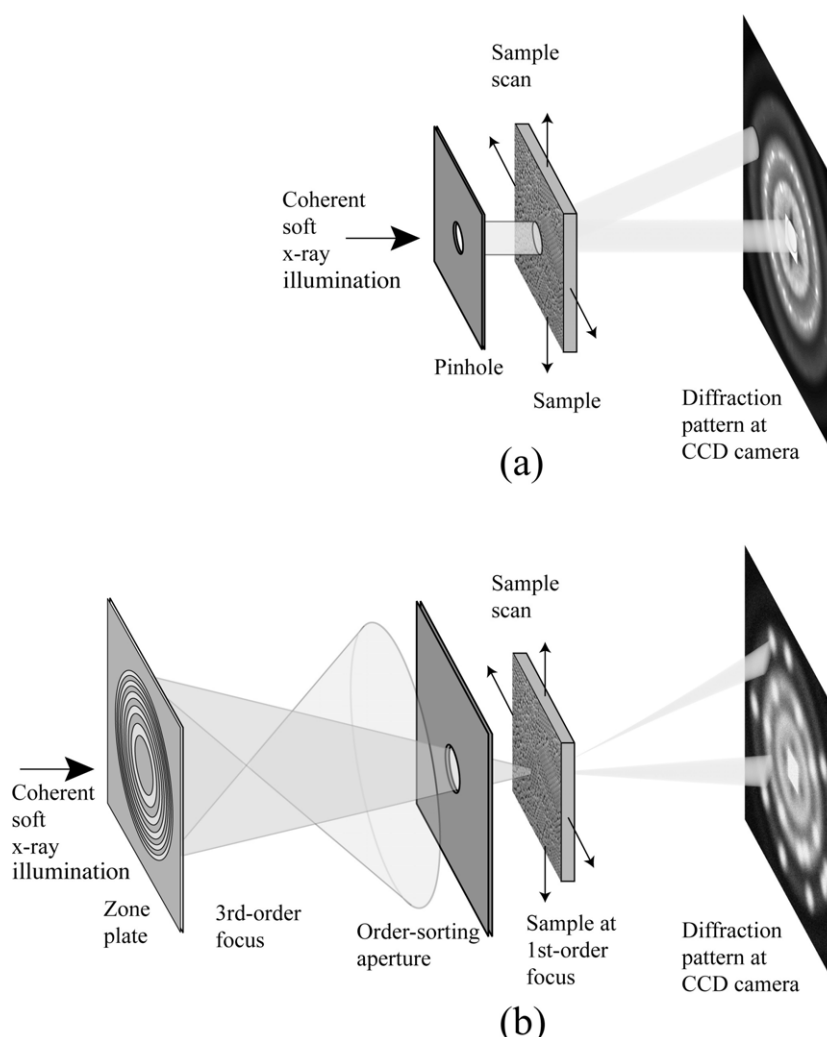 Sample
scan
Coherent
soft
x-ray
illumination
Pinhole
Sample
Diffraction
pattern at
CCD camera
(a)
Sample
scan
Coherent
soft
x-ray
illumination
Zone
plate
3rd-order
focus
Order-sorting
aperture
Sample at
1st-order
focus
Diffraction
pattern at
CCD camera
(b)